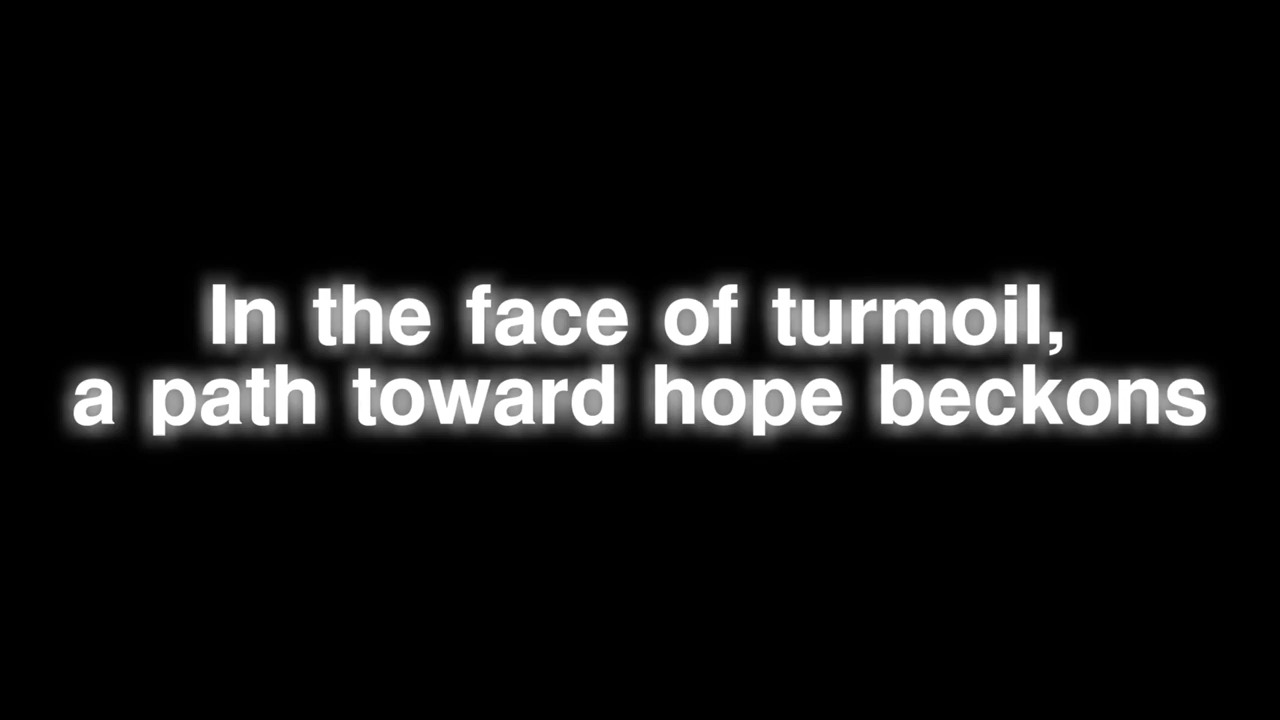 In the face of turmoil,
a path toward hope beckons